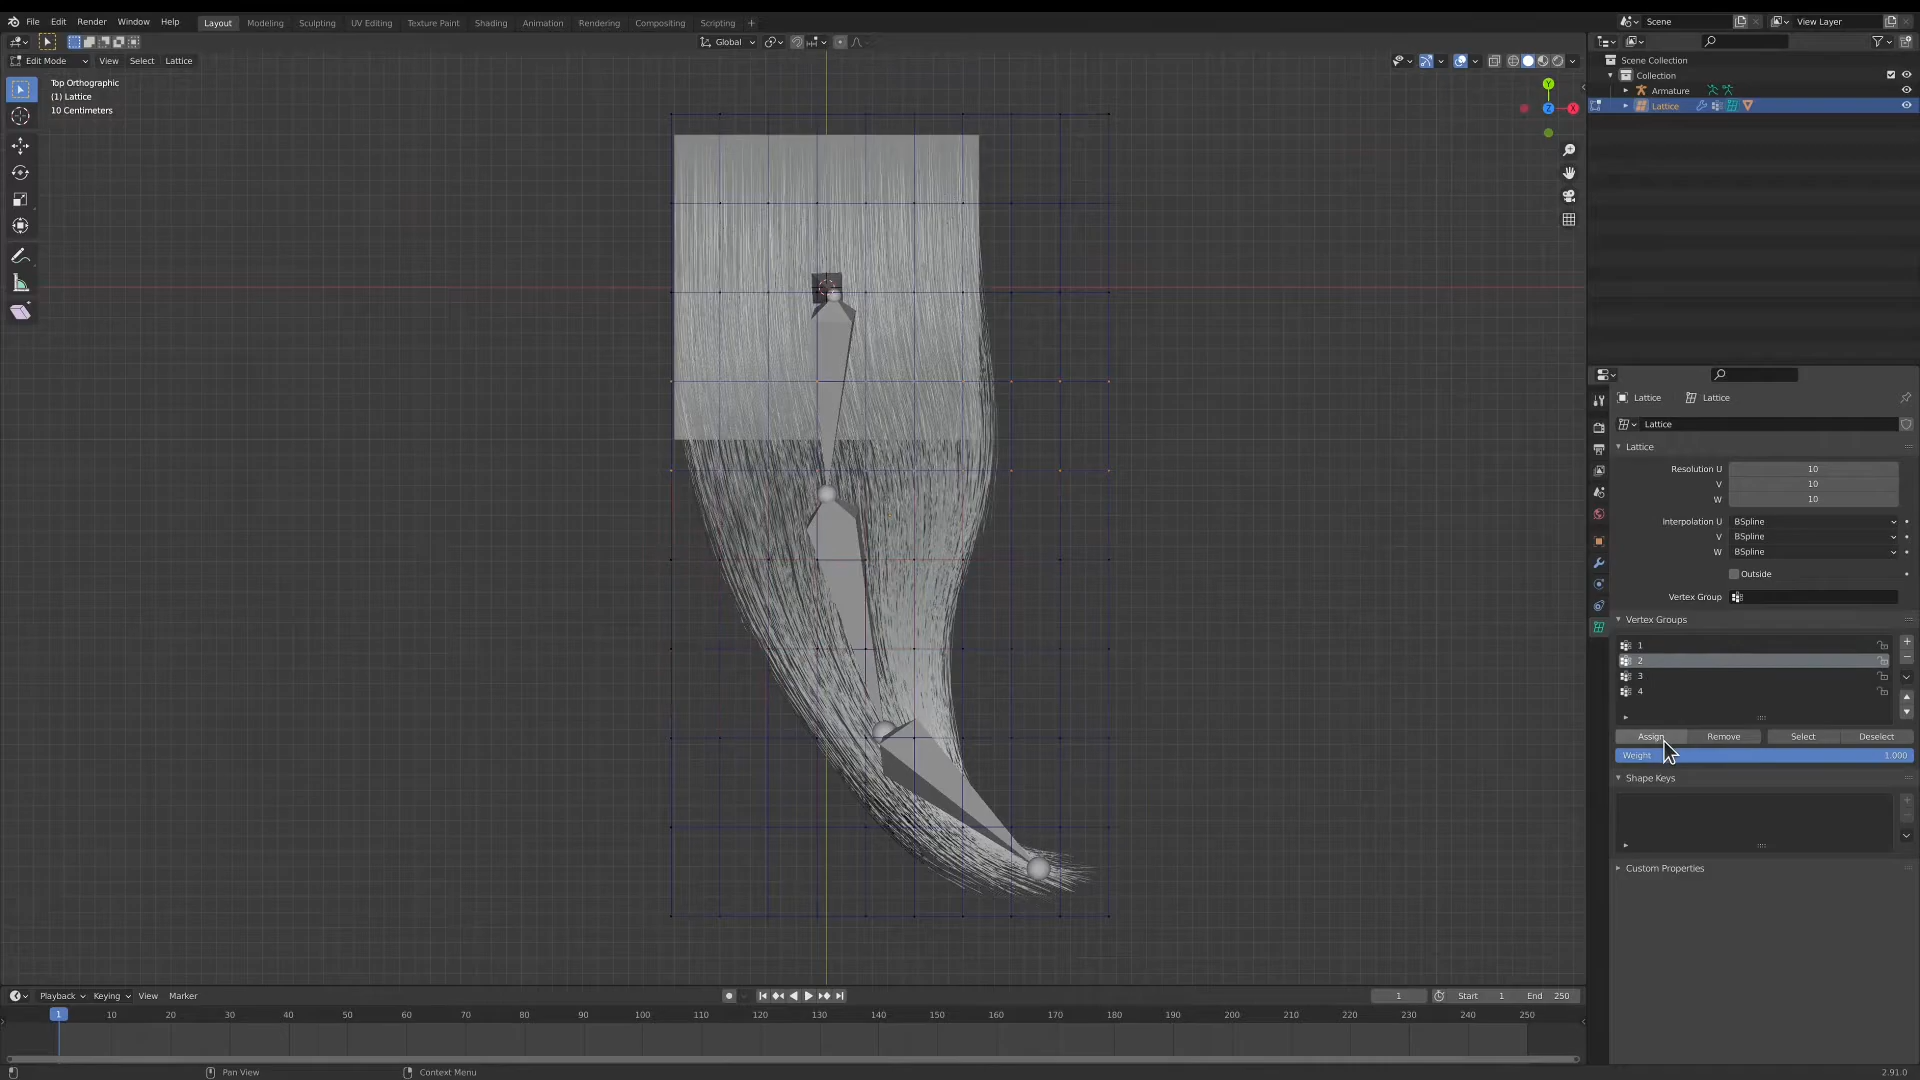 File Edit Render Window Help Layout Modeling Sculpting UV Editing Texture Paint Shading Animation Rendering Compositing Scripting +
Scene View Layer
Global
Edit Mode View Select Lattice
Top Orthographic
(1) Lattice
10 Centimeters
Y
Z X
Scene Collection
Collection
Armature
Lattice
Lattice Lattice
Lattice
Lattice
Resolution U 10
V 10
W 10
Interpolation U BSpline
V BSpline
W BSpline
Outside
Vertex Group
Vertex Groups
1
2
3
4
Assign Remove Select Deselect
Weight 1.000
Shape Keys
Custom Properties
Playback Keying View Marker
1 Start 1 End 250
1 10 20 30 40 50 60 70 80 90 100 110 120 130 140 150 160 170 180 190 200 210 220 230 240 250
Pan View Context Menu 2.91.0